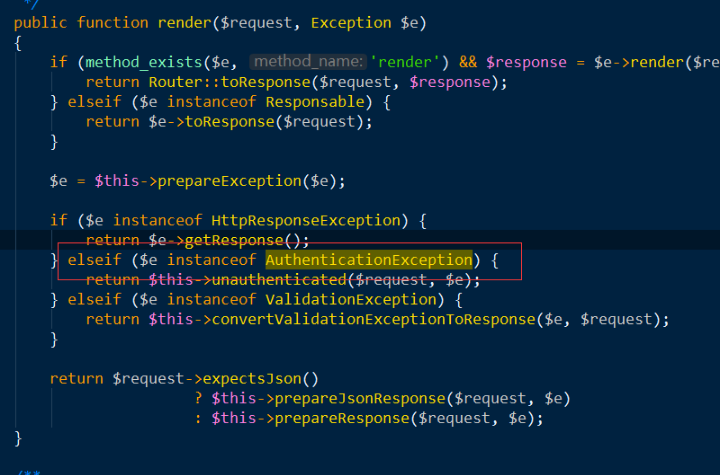 */
public function render($request, Exception $e)
{
if (method_exists($e, method_name: 'render') && $response = $e->render($re
return Router::toResponse($request, $response);
} elseif ($e instanceof Responsable) {
return $e->toResponse($request);
}
$e = $this->prepareException($e);
if ($e instanceof HttpResponseException) {
return $e->getResponse();
} elseif ($e instanceof AuthenticationException) {
return $this->unauthenticated($request, $e);
} elseif ($e instanceof ValidationException) {
return $this->convertValidationExceptionToResponse($e, $request);
}
return $request->expectsJson()
? $this->prepareJsonResponse($request, $e)
: $this->prepareResponse($request, $e);
}
/**